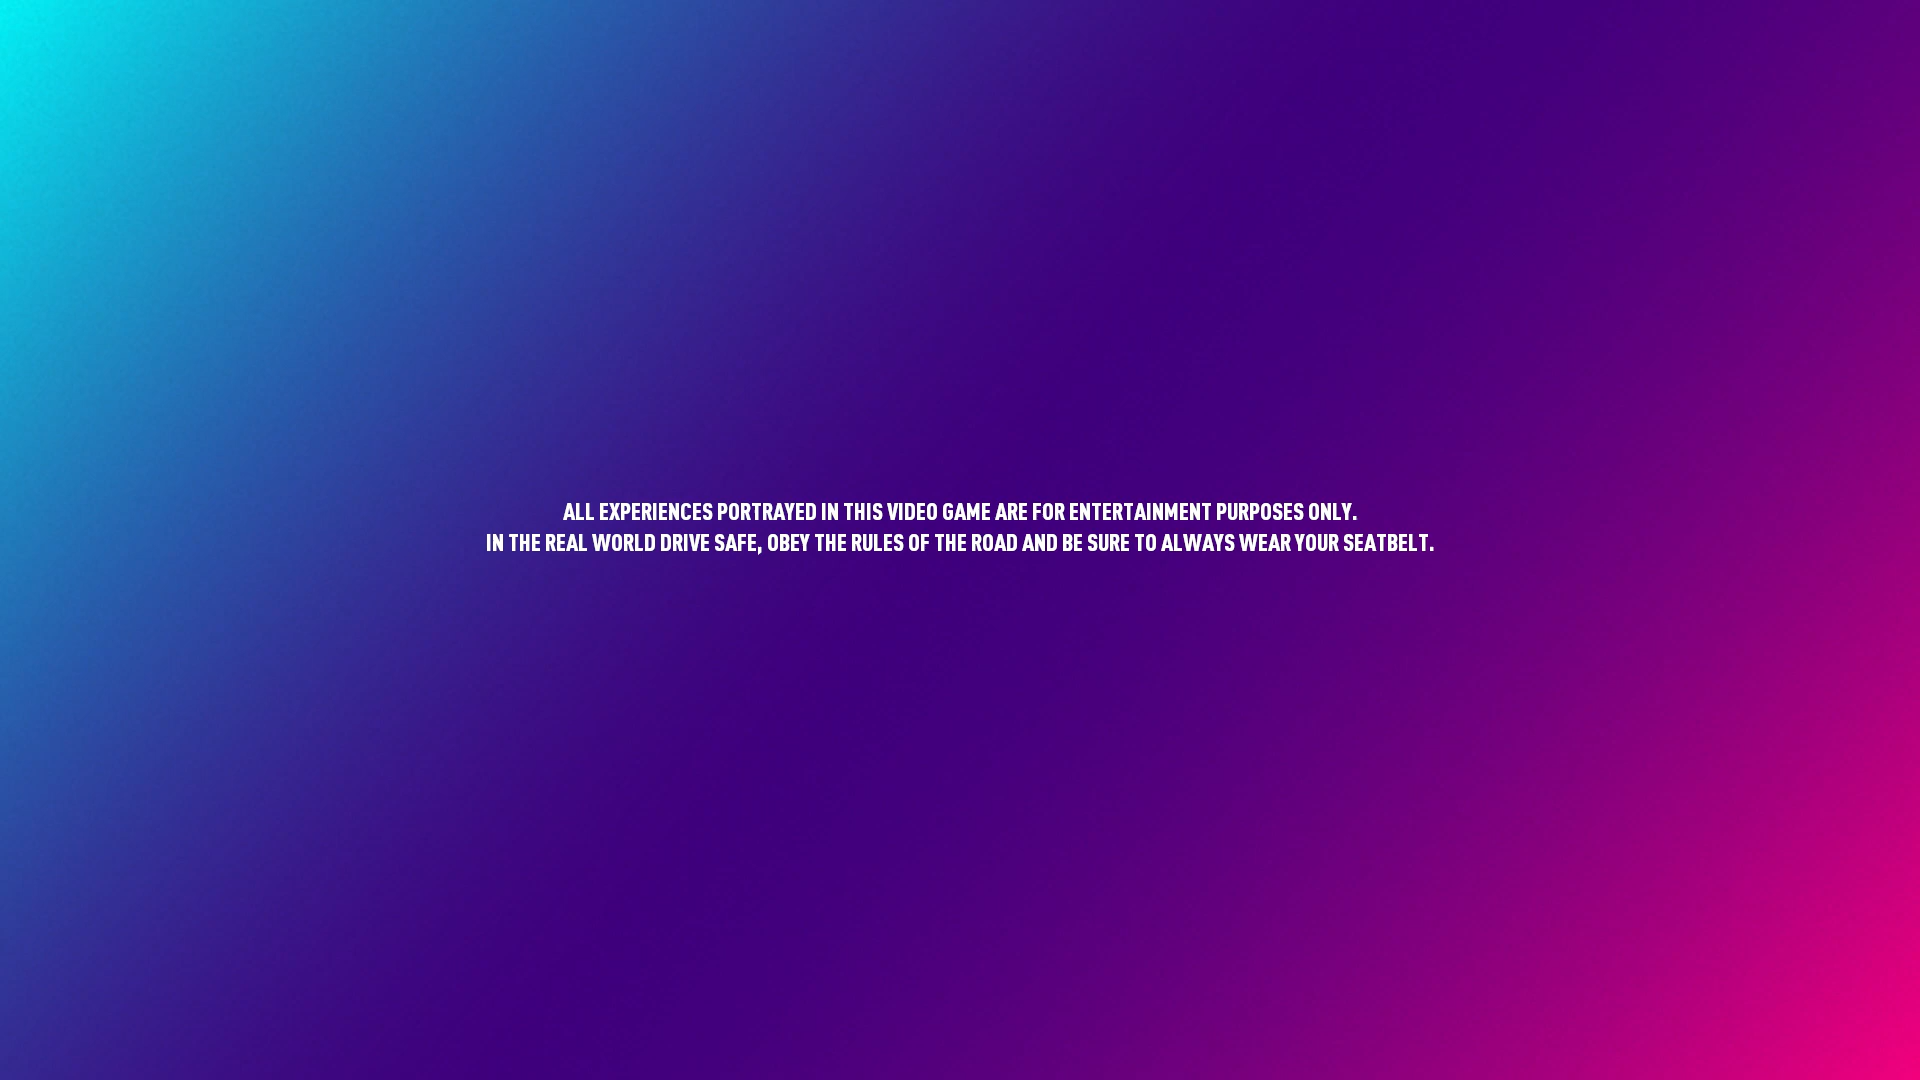 ALL EXPERIENCES PORTRAYED IN THIS VIDEO GAME ARE FOR ENTERTAINMENT PURPOSES ONLY.
IN THE REAL WORLD DRIVE SAFE, OBEY THE RULES OF THE ROAD AND BE SURE TO ALWAYS WEAR YOUR SEATBELT.